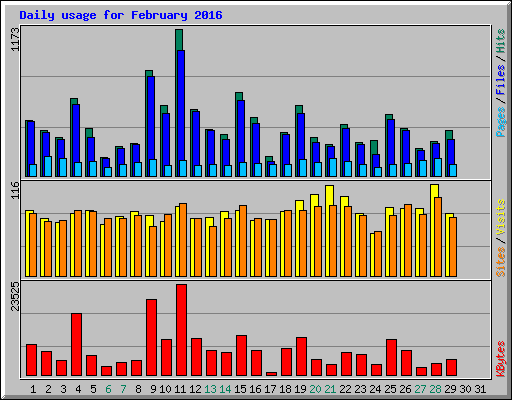 Daily usage for February 2016
1173
Pages / Files / Hits
116
Sites / Visits
23525
KBytes
1 2 3 4 5 6 7 8 9 10 11 12 13 14 15 16 17 18 19 20 21 22 23 24 25 26 27 28 29 30 31